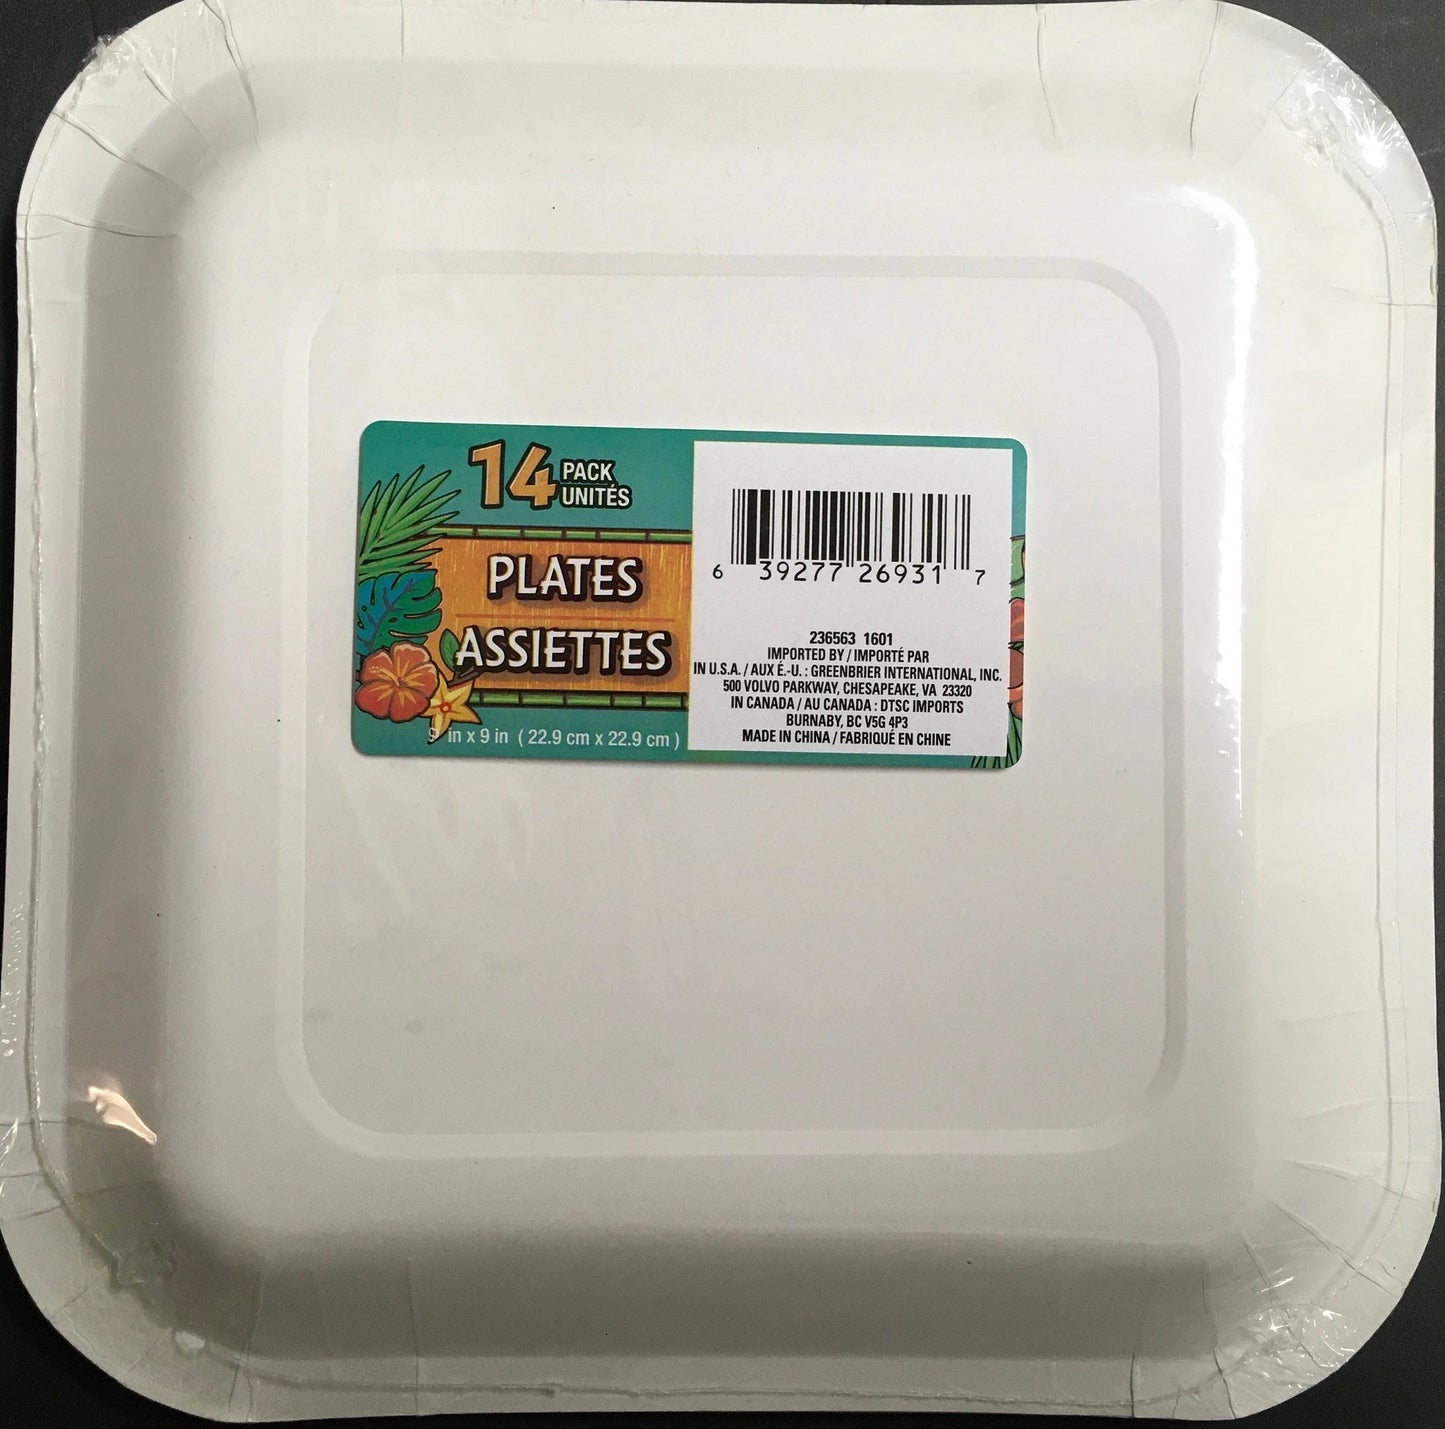 14 PACK
UNITÉS
PLATES
ASSIETTES
9 in x 9 in ( 22.9 cm x 22.9 cm )
6 39277 26931 7
236563 1601
IMPORTED BY / IMPORTÉ PAR
IN U.S.A. / AUX É.-U. : GREENBRIER INTERNATIONAL, INC.
500 VOLVO PARKWAY, CHESAPEAKE, VA 23320
IN CANADA / AU CANADA : DTSC IMPORTS
BURNABY, BC V5G 4P3
MADE IN CHINA / FABRIQUÉ EN CHINE